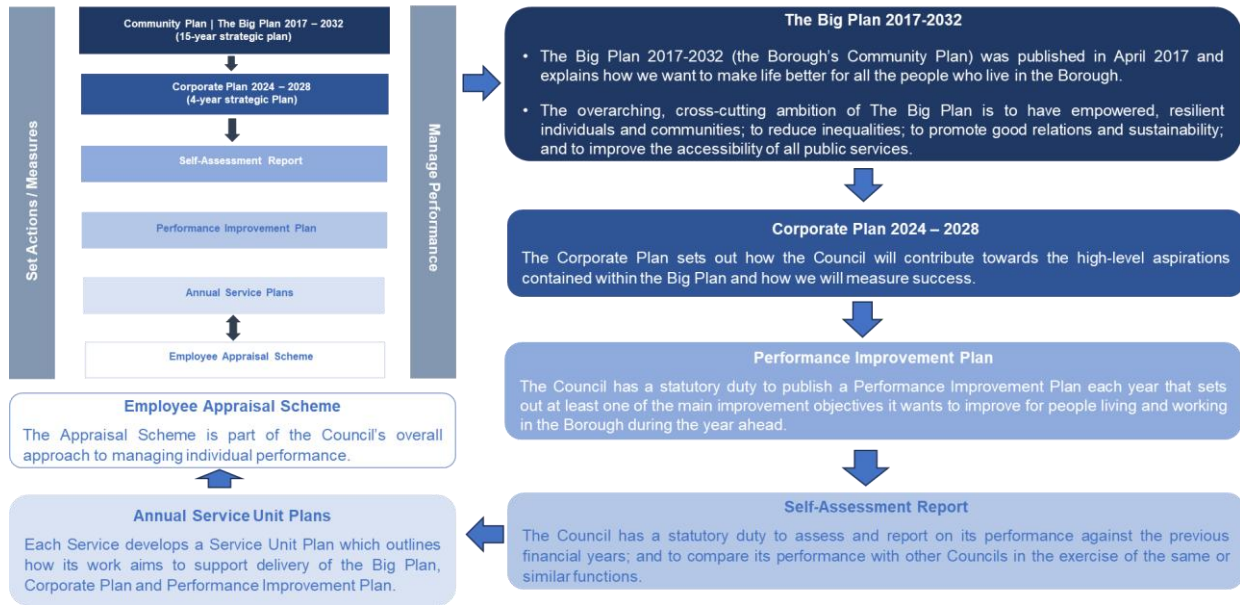 Set Actions / Measures
Community Plan | The Big Plan 2017 – 2032
(15-year strategic plan)
Corporate Plan 2024 – 2028
(4-year strategic Plan)
Self-Assessment Report
Performance Improvement Plan
Annual Service Plans
Employee Appraisal Scheme
Manage Performance
The Big Plan 2017-2032
• The Big Plan 2017-2032 (the Borough's Community Plan) was published in April 2017 and
explains how we want to make life better for all the people who live in the Borough.
• The overarching, cross-cutting ambition of The Big Plan is to have empowered, resilient
individuals and communities; to reduce inequalities; to promote good relations and sustainability;
and to improve the accessibility of all public services.
Corporate Plan 2024 – 2028
The Corporate Plan sets out how the Council will contribute towards the high-level aspirations
contained within the Big Plan and how we will measure success.
Performance Improvement Plan
The Council has a statutory duty to publish a Performance Improvement Plan each year that sets
out at least one of the main improvement objectives it wants to improve for people living and working
in the Borough during the year ahead.
Self-Assessment Report
The Council has a statutory duty to assess and report on its performance against the previous
financial years; and to compare its performance with other Councils in the exercise of the same or
similar functions.
Annual Service Unit Plans
Each Service develops a Service Unit Plan which outlines
how its work aims to support delivery of the Big Plan,
Corporate Plan and Performance Improvement Plan.
Employee Appraisal Scheme
The Appraisal Scheme is part of the Council's overall
approach to managing individual performance.